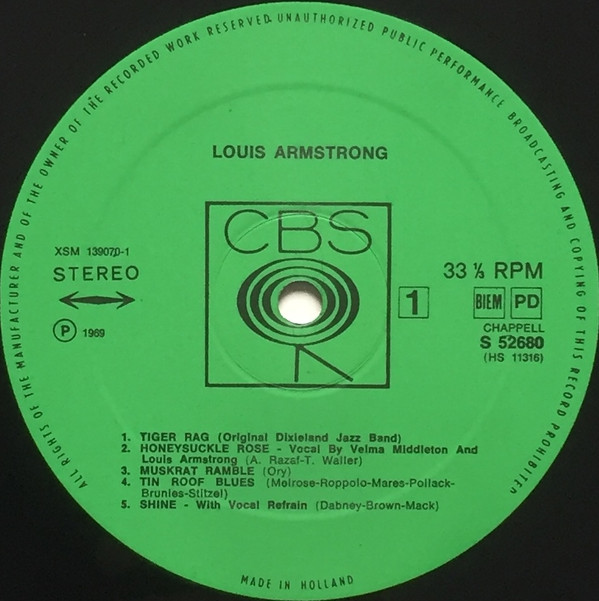 ALL RIGHTS OF THE MANUFACTURER AND OF THE OWNER OF THE RECORDED WORK RESERVED. UNAUTHORIZED PUBLIC PERFORMANCE BROADCASTING AND COPYING OF THIS RECORD PROHIBITED
LOUIS ARMSTRONG
CBS
XSM 139070-1
STEREO
Ⓟ 1969
1
33 ⅓ RPM
BIEM PD
CHAPPELL
S 52680
(HS 11316)
1. TIGER RAG (Original Dixieland Jazz Band)
2. HONEYSUCKLE ROSE - Vocal By Velma Middleton And
Louis Armstrong (A. Razaf-T. Waller)
3. MUSKRAT RAMBLE (Ory)
4. TIN ROOF BLUES (Melrose-Roppolo-Mares-Pollack-
Brunies-Stitzel)
5. SHINE - With Vocal Refrain (Dabney-Brown-Mack)
MADE IN HOLLAND